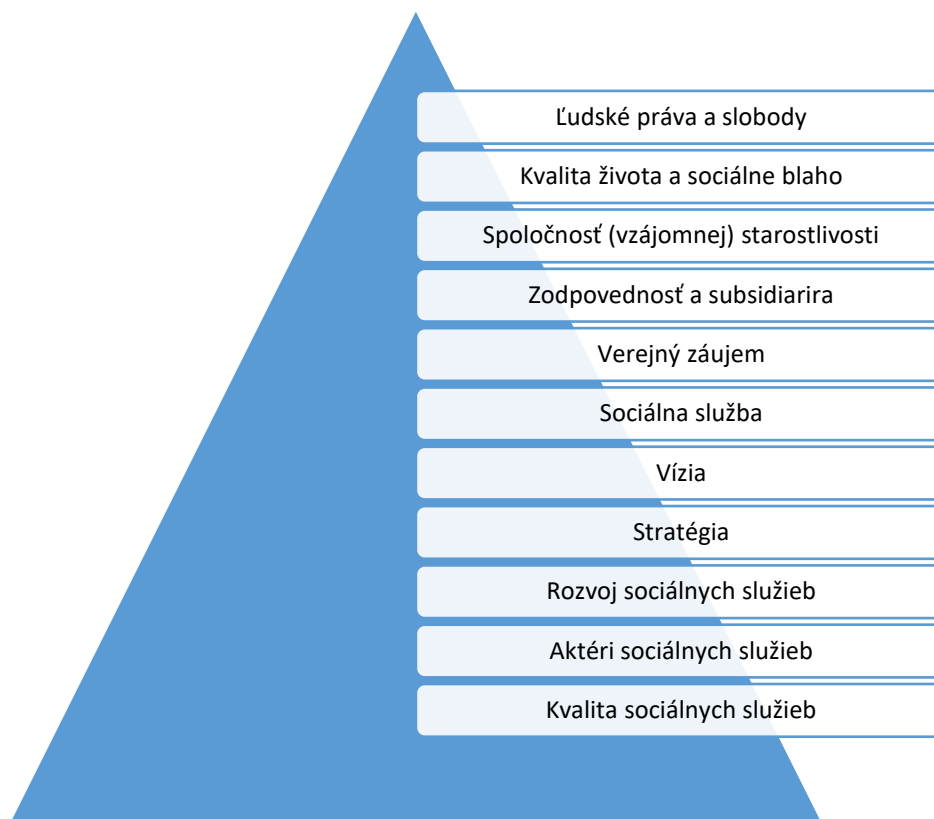 Ľudské práva a slobody
Kvalita života a sociálne blaho
Spoločnosť (vzájomnej) starostlivosti
Zodpovednosť a subsidiarira
Verejný záujem
Sociálna služba
Vízia
Stratégia
Rozvoj sociálnych služieb
Aktéri sociálnych služieb
Kvalita sociálnych služieb